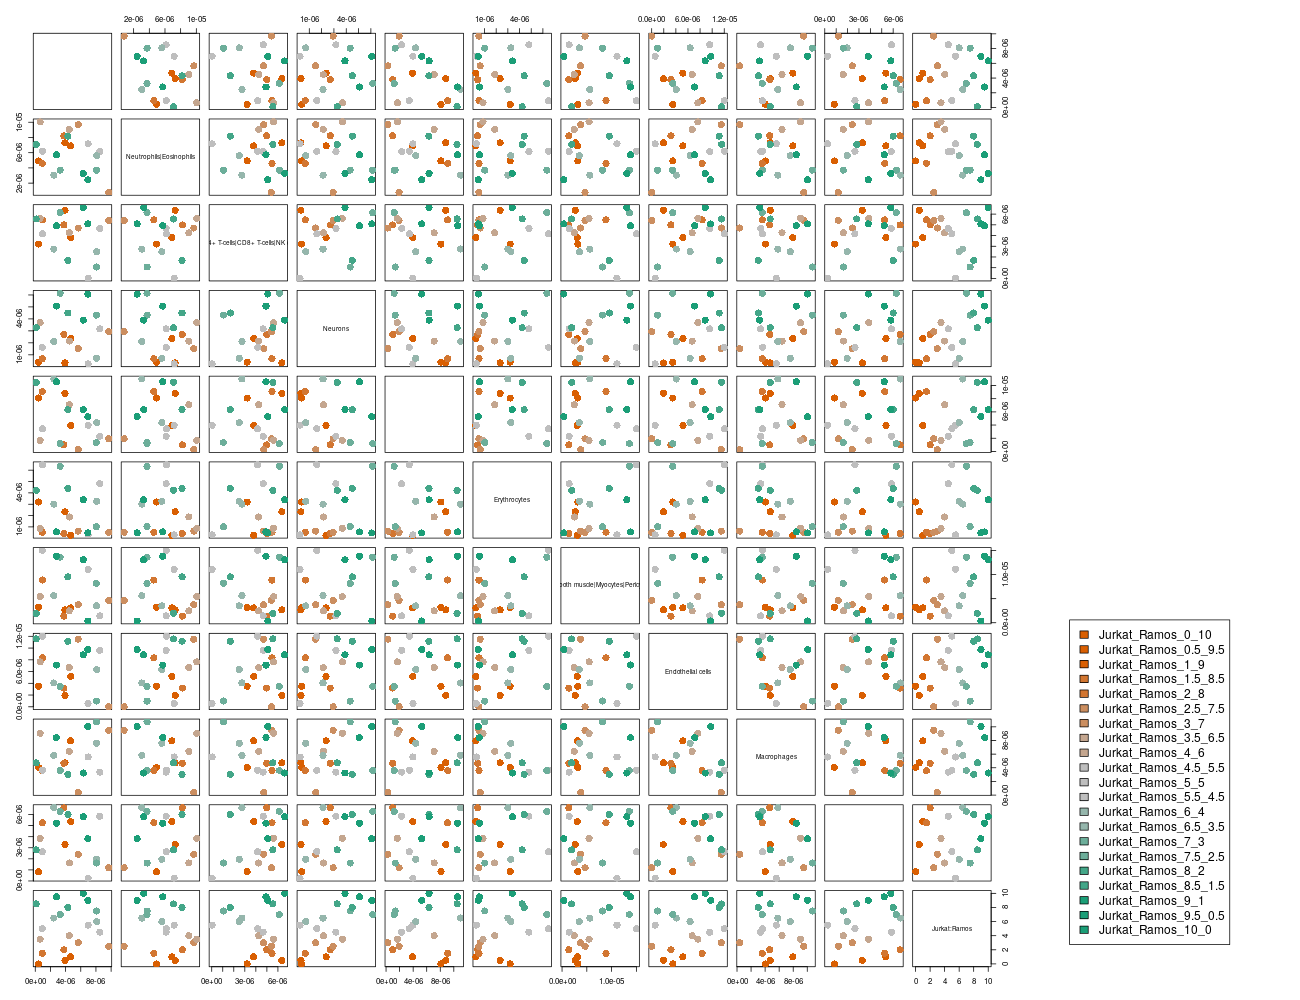 2e-06 6e-06 1e-05 1e-06 4e-06 1e-06 4e-06 0.0e+00 6.0e-06 1.2e-05 0e+00 3e-06 6e-06
0e+00 4e-06 8e-06
2e-06 6e-06 1e-05
Neutrophils|Eosinophils
T-cells|CD8+ T-cells|NK
0e+00 3e-06 6e-06
1e-06 4e-06
Neurons
0e+00 6e-06 1e-05
1e-06 4e-06
Erythrocytes
muscle|Myocytes|Peric
0.0e+00 1.0e-05
0.0e+00 6.0e-06 1.2e-05
Endothelial cells
Macrophages
0e+00 4e-06 8e-06
0e+00 3e-06 6e-06
Jurkat:Ramos
0 2 4 6 8 10
0e+00 4e-06 8e-06 0e+00 3e-06 6e-06 0e+00 6e-06 0.0e+00 1.0e-05 0e+00 4e-06 8e-06 0 2 4 6 8 10
Jurkat_Ramos_0_10
Jurkat_Ramos_0.5_9.5
Jurkat_Ramos_1_9
Jurkat_Ramos_1.5_8.5
Jurkat_Ramos_2_8
Jurkat_Ramos_2.5_7.5
Jurkat_Ramos_3_7
Jurkat_Ramos_3.5_6.5
Jurkat_Ramos_4_6
Jurkat_Ramos_4.5_5.5
Jurkat_Ramos_5_5
Jurkat_Ramos_5.5_4.5
Jurkat_Ramos_6_4
Jurkat_Ramos_6.5_3.5
Jurkat_Ramos_7_3
Jurkat_Ramos_7.5_2.5
Jurkat_Ramos_8_2
Jurkat_Ramos_8.5_1.5
Jurkat_Ramos_9_1
Jurkat_Ramos_9.5_0.5
Jurkat_Ramos_10_0